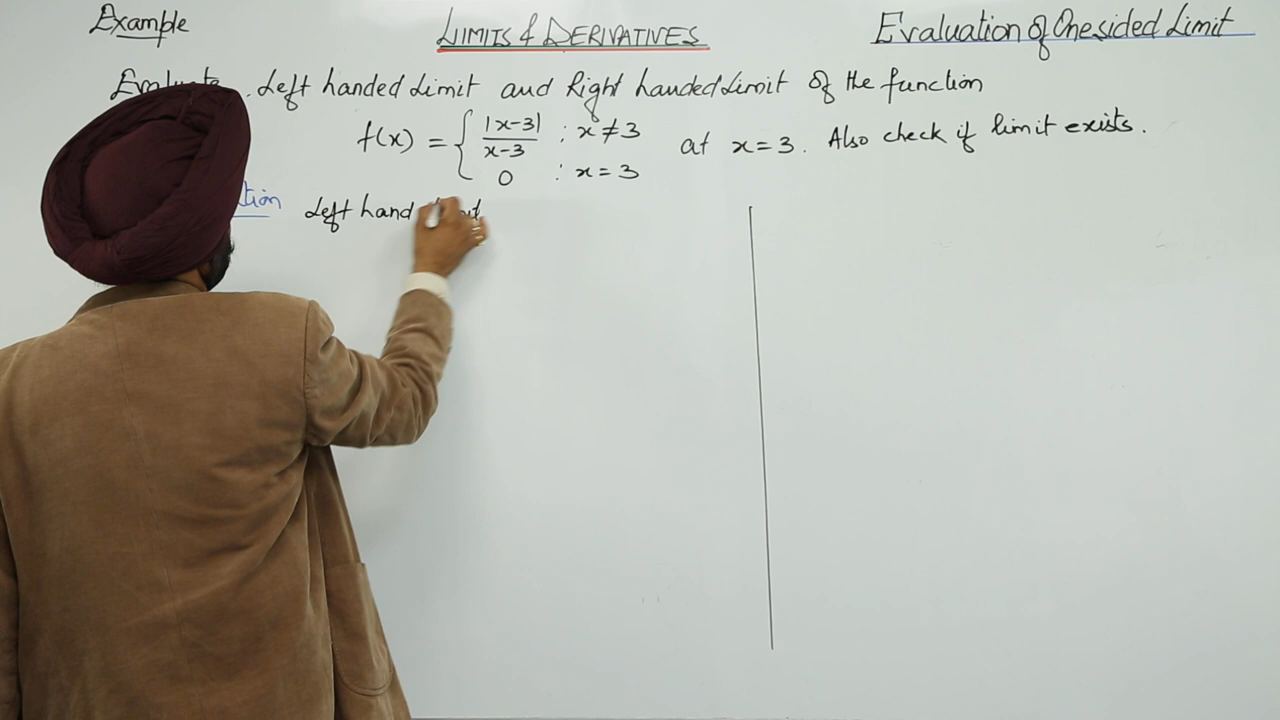 Example
LIMITS & DERIVATIVES
Evaluation of One sided Limit
Evaluate Left handed Limit and Right handed Limit of the function
f(x) = { |x-3| / x-3 ; x ≠ 3
0 ; x = 3
at x = 3. Also check if limit exists.
Left hand